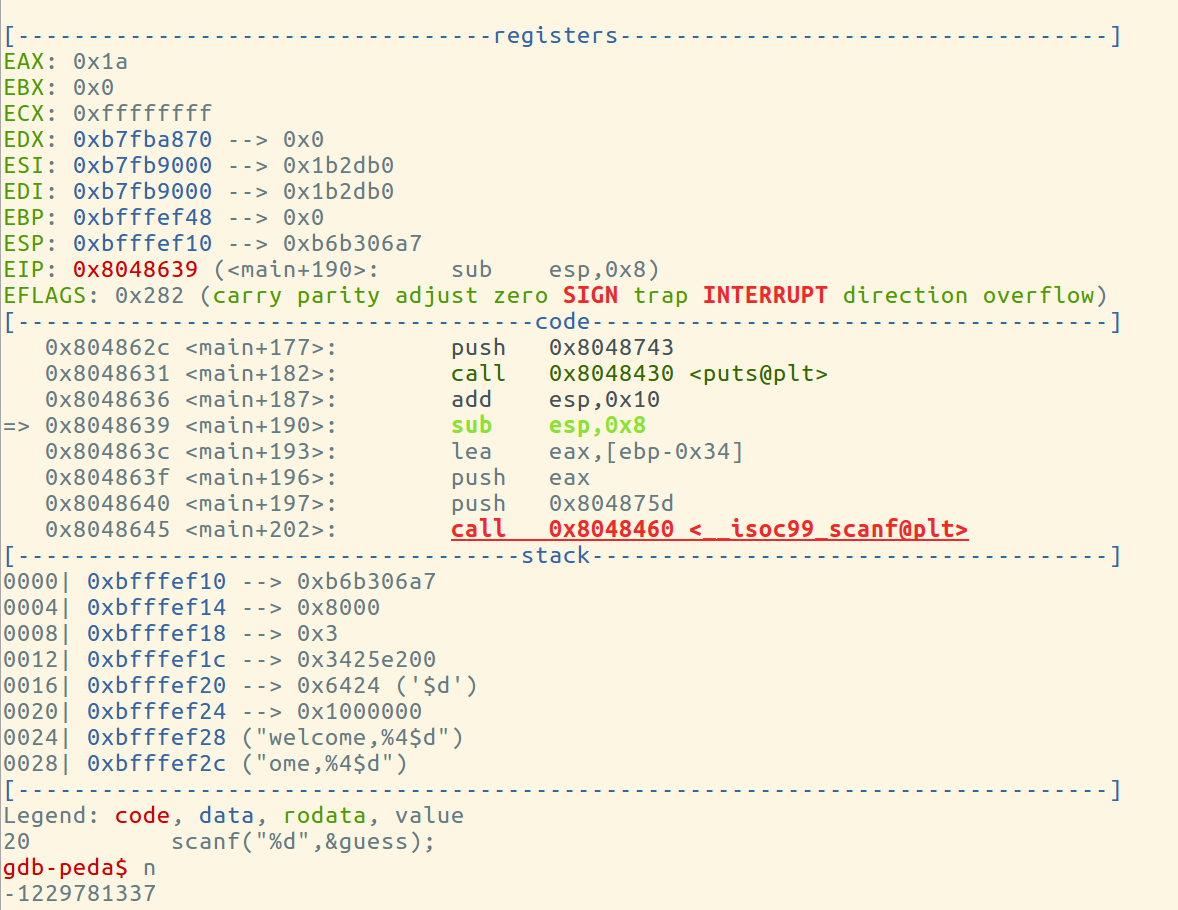 [----------------------------------registers-----------------------------------]
EAX: 0x1a
EBX: 0x0
ECX: 0xffffffff
EDX: 0xb7fba870 --> 0x0
ESI: 0xb7fb9000 --> 0x1b2db0
EDI: 0xb7fb9000 --> 0x1b2db0
EBP: 0xbfffef48 --> 0x0
ESP: 0xbfffef10 --> 0xb6b306a7
EIP: 0x8048639 (<main+190>:     sub    esp,0x8)
EFLAGS: 0x282 (carry parity adjust zero SIGN trap INTERRUPT direction overflow)
[-------------------------------------code-------------------------------------]
   0x804862c <main+177>:        push   0x8048743
   0x8048631 <main+182>:        call   0x8048430 <puts@plt>
   0x8048636 <main+187>:        add    esp,0x10
=> 0x8048639 <main+190>:        sub    esp,0x8
   0x804863c <main+193>:        lea    eax,[ebp-0x34]
   0x804863f <main+196>:        push   eax
   0x8048640 <main+197>:        push   0x804875d
   0x8048645 <main+202>:        call   0x8048460 <__isoc99_scanf@plt>
[------------------------------------stack-------------------------------------]
0000| 0xbfffef10 --> 0xb6b306a7
0004| 0xbfffef14 --> 0x8000
0008| 0xbfffef18 --> 0x3
0012| 0xbfffef1c --> 0x3425e200
0016| 0xbfffef20 --> 0x6424 ('$d')
0020| 0xbfffef24 --> 0x1000000
0024| 0xbfffef28 ("welcome,%4$d")
0028| 0xbfffef2c ("ome,%4$d")
[------------------------------------------------------------------------------]
Legend: code, data, rodata, value
20          scanf("%d",&guess);
gdb-peda$ n
-1229781337